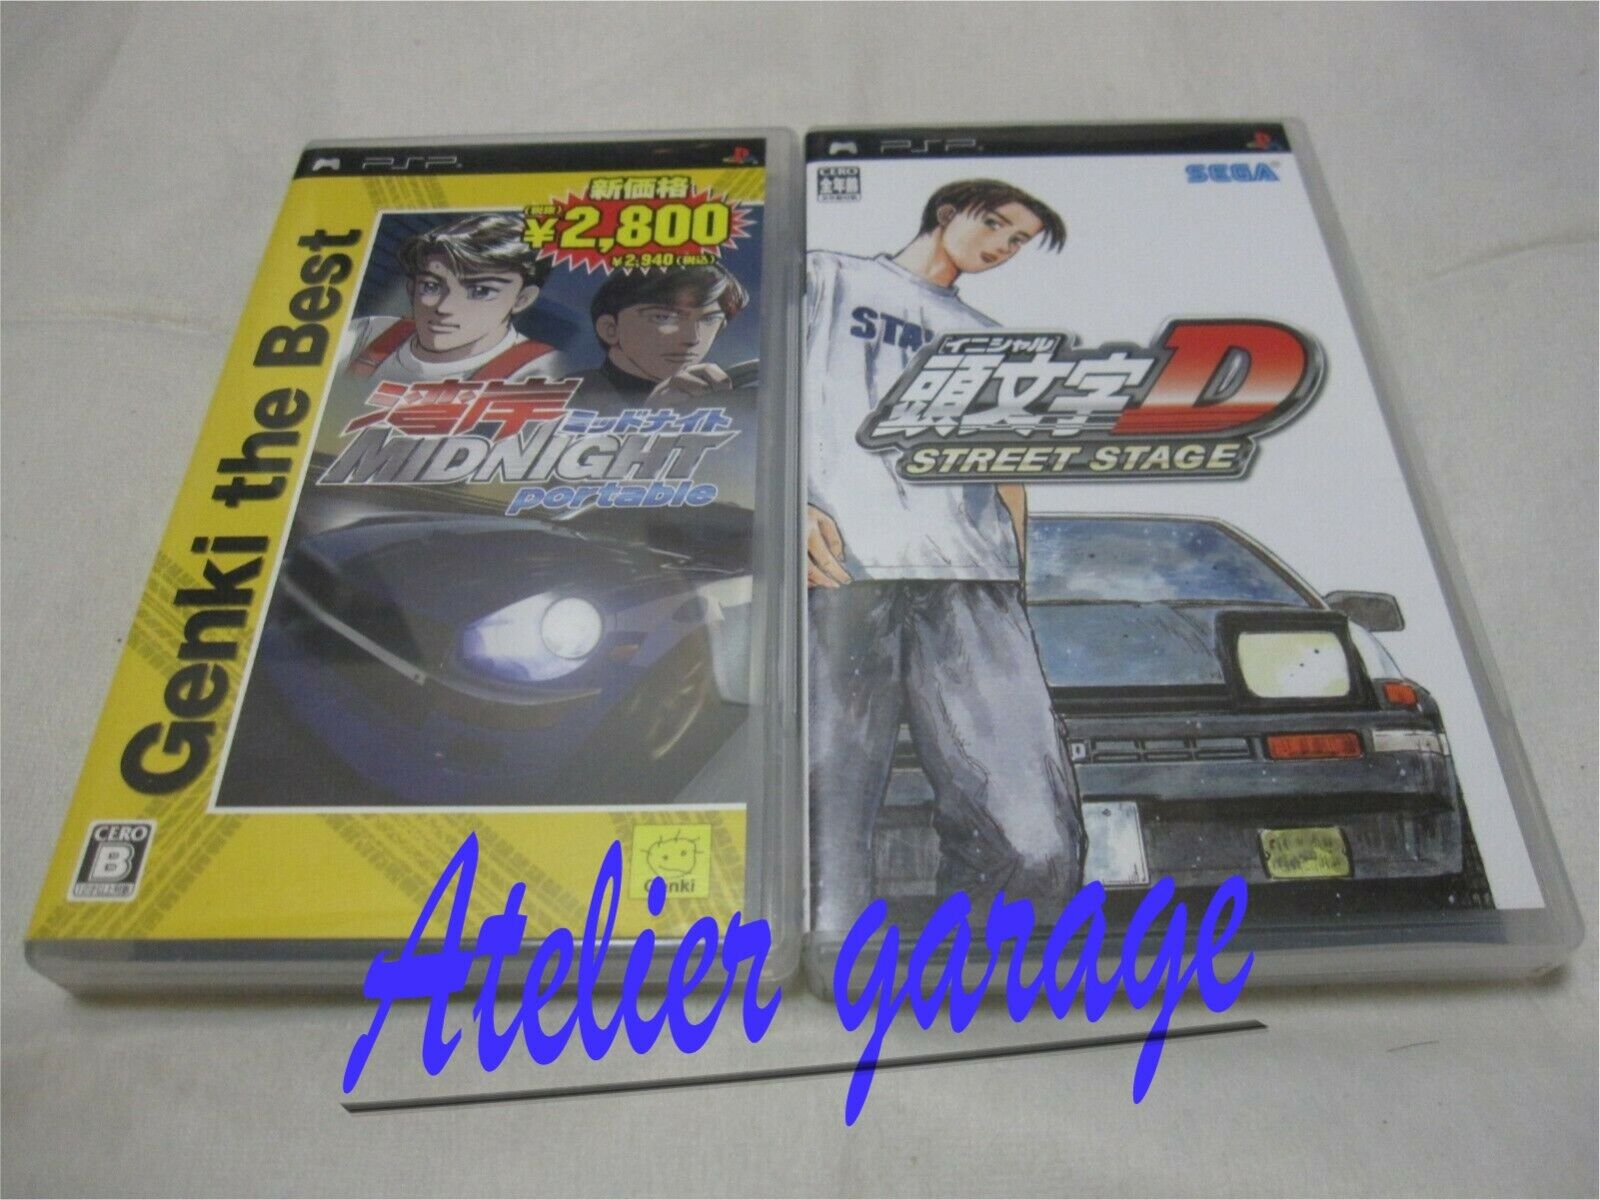 PSP
Genki the Best
新価格
(税抜)
¥2,800
¥2,940(税込)
湾岸
ミッドナイト
MIDNIGHT
portable
CERO
B
Genki
PSP
CERO
全年齢
SEGA
STAY
イニシャル
頭文字D
STREET STAGE
Atelier garage